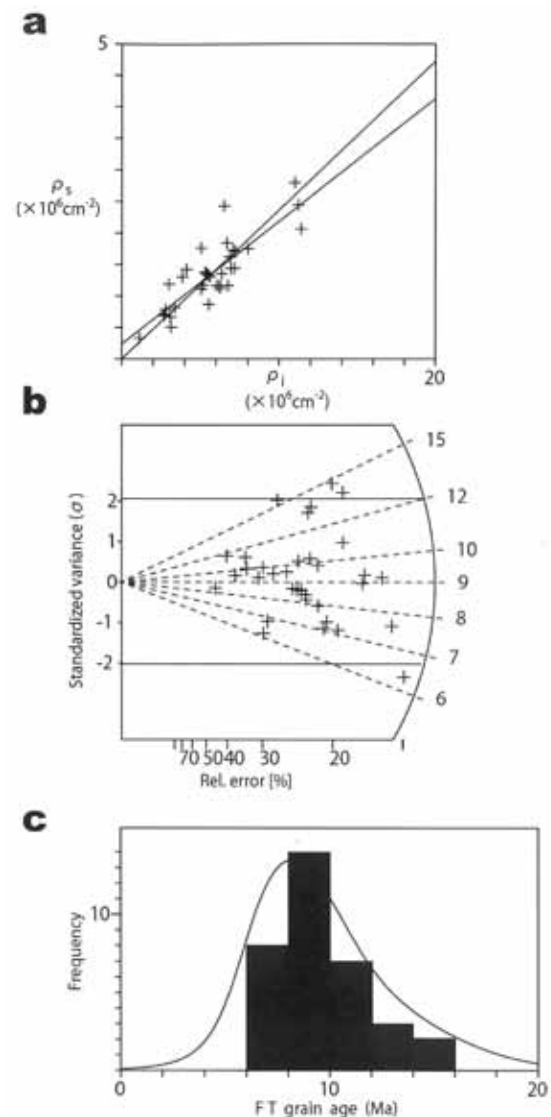 a
5
ρs
(×10⁶cm⁻²)
ρi
20
(×10⁶cm⁻²)
b
15
12
10
9
8
7
6
2
1
0
-1
-2
Standardized variance (σ)
70 50 40 30 20
Rel. error [%]
c
10
Frequency
0 10 20
FT grain age (Ma)